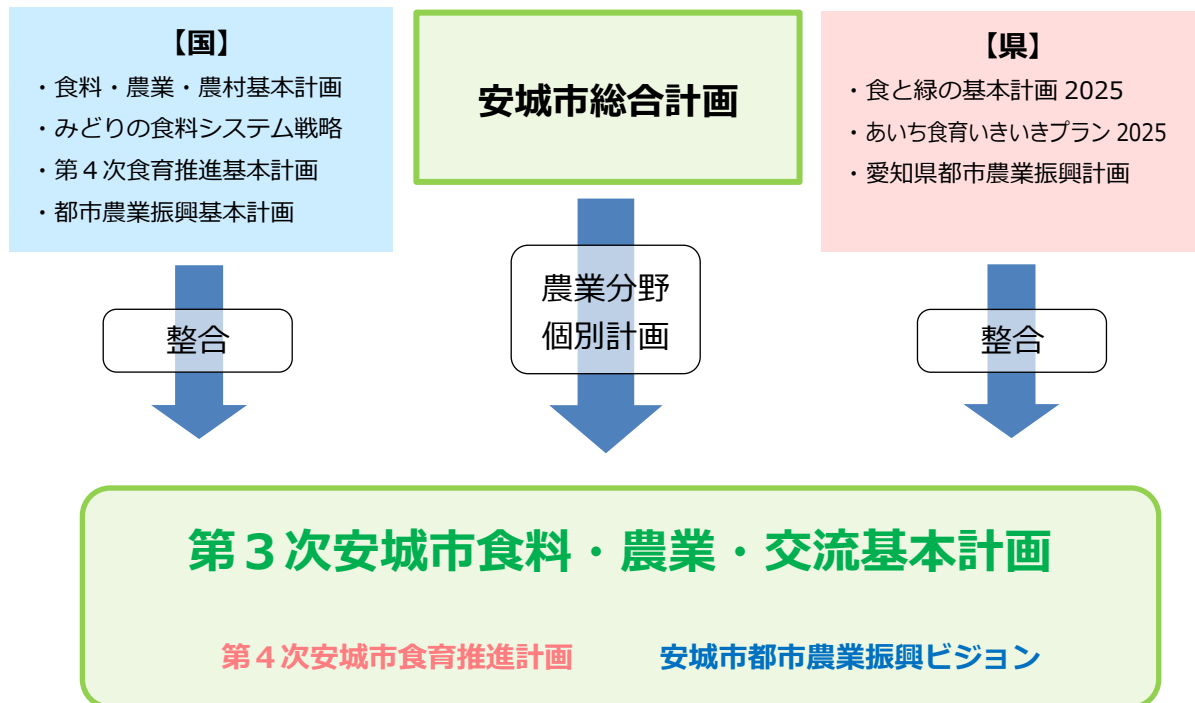 【国】
・食料・農業・農村基本計画
・みどりの食料システム戦略
・第４次食育推進基本計画
・都市農業振興基本計画
安城市総合計画
【県】
・食と緑の基本計画 2025
・あいち食育いきいきプラン 2025
・愛知県都市農業振興計画
整合
農業分野
個別計画
整合
第３次安城市食料・農業・交流基本計画
第４次安城市食育推進計画
安城市都市農業振興ビジョン